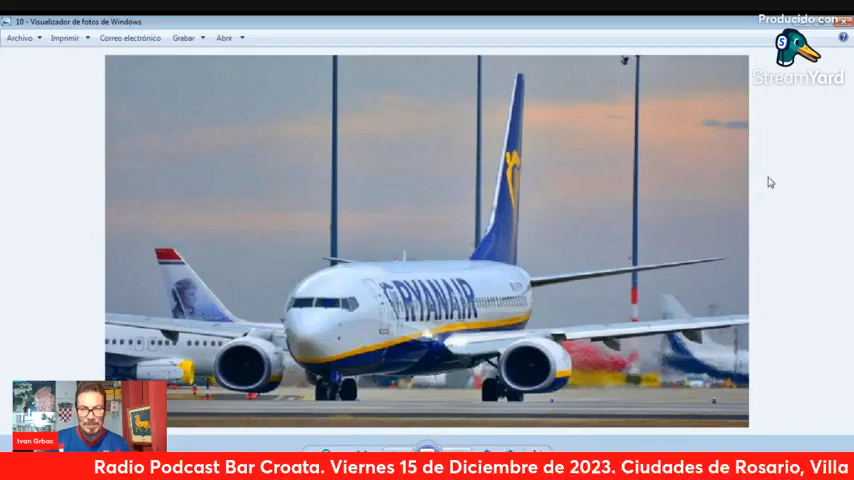 10 - Visualizador de fotos de Windows
Producido con
Archivo Imprimir Correo electrónico Grabar Abrir
S
StreamYard
RYANAIR
Ivan Grbac
Radio Podcast Bar Croata. Viernes 15 de Diciembre de 2023. Ciudades de Rosario, Villa